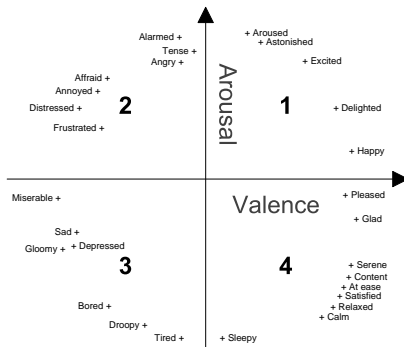 Alarmed +
+ Aroused
Tense +
+ Astonished
Angry +
+ Excited
Arousal
Affraid +
Annoyed +
2
1
Distressed +
+ Delighted
Frustrated +
+ Happy
Miserable +
+ Pleased
Valence
+ Glad
Sad +
Gloomy +
+ Depressed
3
4
+ Serene
+ Content
+ At ease
+ Satisfied
Bored +
+ Relaxed
+ Calm
Droopy +
Tired +
+ Sleepy